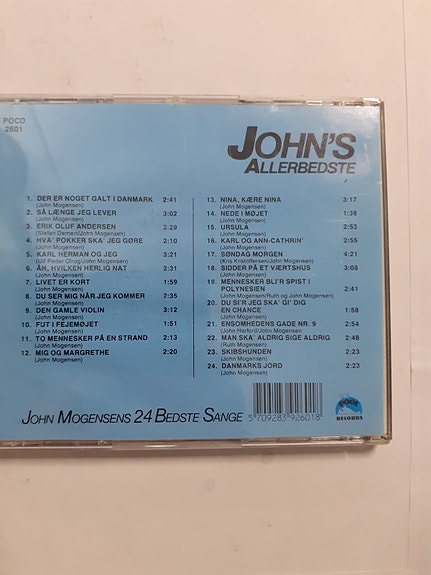 POCD
2601
JOHN'S
ALLERBEDSTE
1. DER ER NOGET GALT I DANMARK 2:41
(John Mogensen)
2. SÅ LÆNGE JEG LEVER 3:02
(John Mogensen)
3. ERIK OLUF ANDERSEN 3:29
(Stefan Demert/John Mogensen)
4. HVA' POKKER SKA' JEG GØRE 2:10
(John Mogensen)
5. KARL HERMAN OG JEG 3:21
(Ulf Peder Olrog/John Mogensen)
6. ÅH, HVILKEN HERLIG NAT 2:31
(John Mogensen)
7. LIVET ER KORT 1:59
(John Mogensen)
8. DU SER MIG NÅR JEG KOMMER 2:35
(John Mogensen)
9. DEN GAMLE VIOLIN 3:12
(John Mogensen)
10. FUT I FEJEMØJET 1:51
(John Mogensen)
11. TO MENNESKER PÅ EN STRAND 2:13
(John Mogensen)
12. MIG OG MARGRETHE 2:20
(John Mogensen)
13. NINA, KÆRE NINA 3:17
(John Mogensen)
14. NEDE I MØJET 1:38
(John Mogensen)
15. URSULA 2:53
(John Mogensen)
16. KARL OG ANN-CATHRIN' 2:55
(John Mogensen)
17. SØNDAG MORGEN 4:21
(Kris Kristoffersen/John Mogensen)
18. SIDDER PÅ ET VÆRTSHUS 3:05
(John Mogensen)
19. MENNESKER BLI'R SPIST I
POLYNESIEN 2:41
(John Mogensen/Ruth og John Mogensen)
20. DU SI'R JEG SKA' GI' DIG
EN CHANCE 1:58
(John Mogensen)
21. ENSOMHEDENS GADE NR. 9 2:54
(John Harford/John Mogensen)
22. MAN SKA' ALDRIG SIGE ALDRIG 2:48
(Ruth Mogensen)
23. SKIBSHUNDEN 2:23
(John Mogensen)
24. DANMARKS JORD 2:23
(John Mogensen)
JOHN MOGENSENS 24 BEDSTE SANGE
5 709283 926018
RECORDS